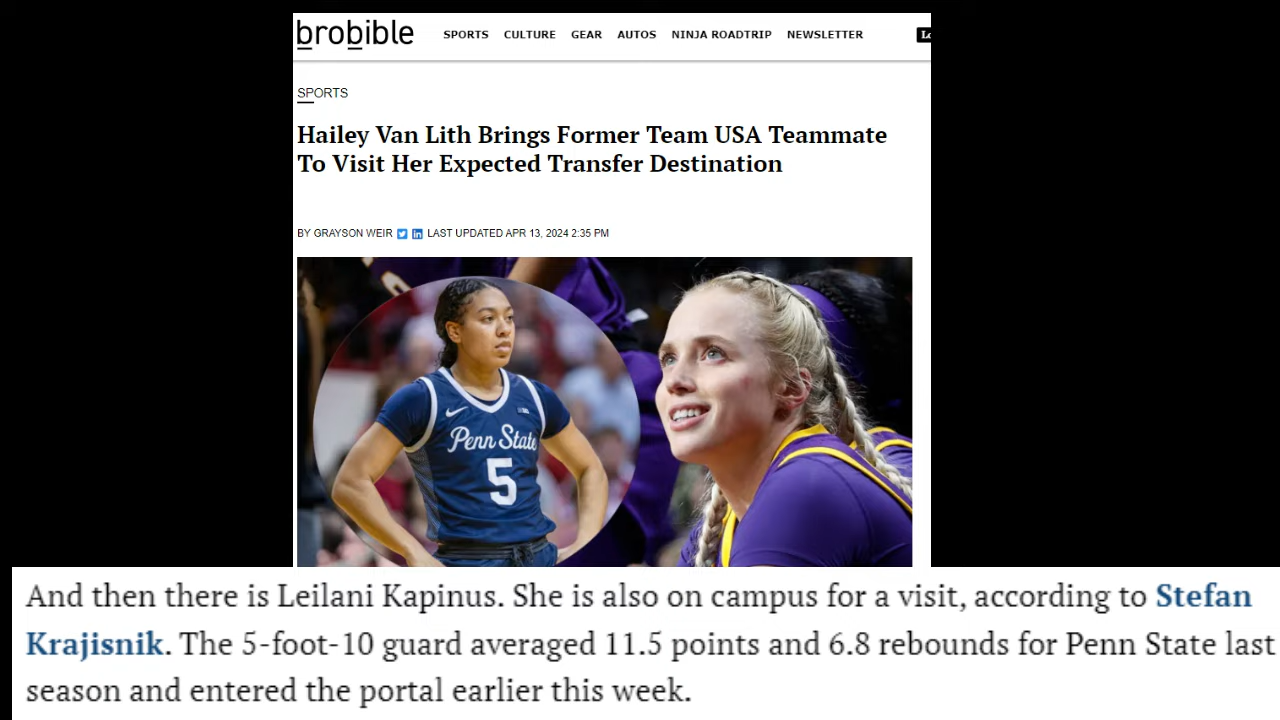 brobible
SPORTS CULTURE GEAR AUTOS NINJA ROADTRIP NEWSLETTER
SPORTS
Hailey Van Lith Brings Former Team USA Teammate
To Visit Her Expected Transfer Destination
BY GRAYSON WEIR LAST UPDATED APR 13, 2024 2:35 PM
Penn State
5
And then there is Leilani Kapinus. She is also on campus for a visit, according to Stefan
Krajisnik. The 5-foot-10 guard averaged 11.5 points and 6.8 rebounds for Penn State last
season and entered the portal earlier this week.